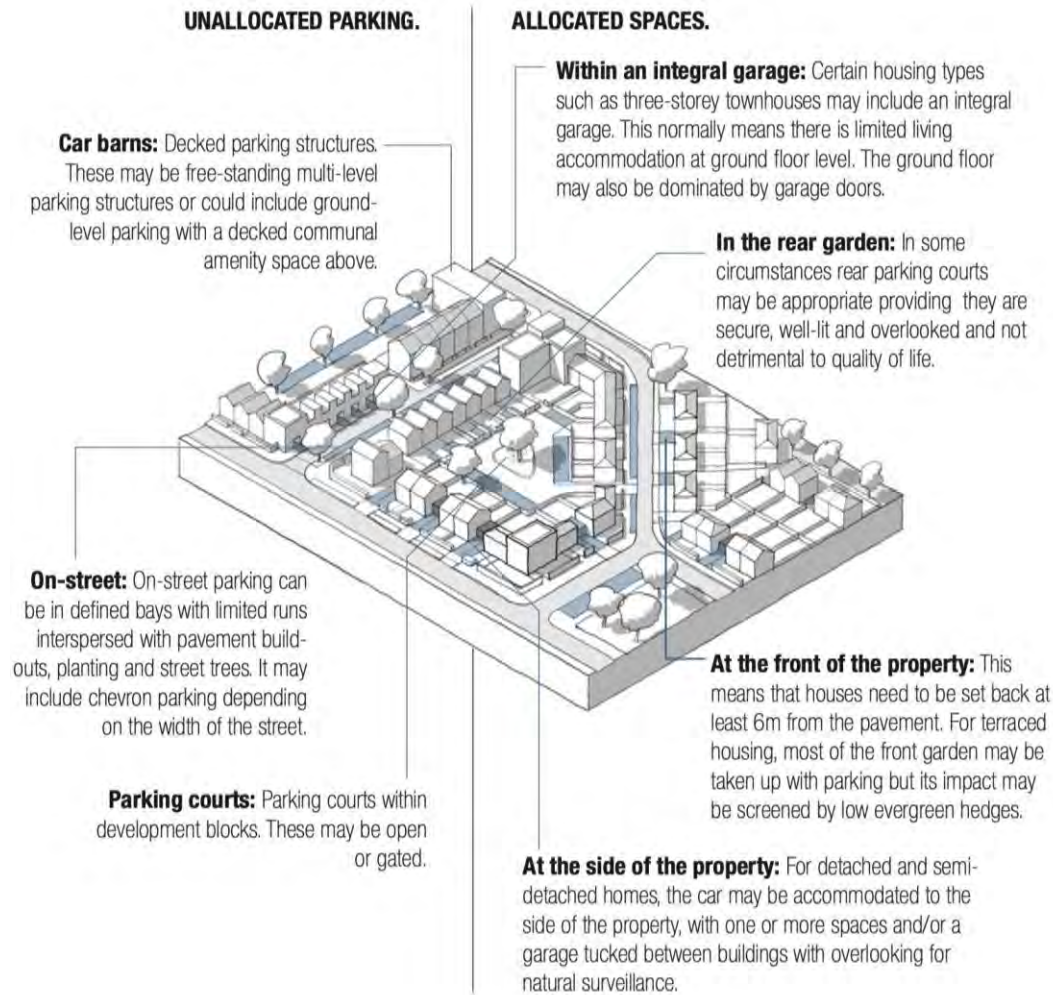 UNALLOCATED PARKING.
Car barns: Decked parking structures.
These may be free-standing multi-level
parking structures or could include ground-
level parking with a decked communal
amenity space above.
On-street: On-street parking can
be in defined bays with limited runs
interspersed with pavement build-
outs, planting and street trees. It may
include chevron parking depending
on the width of the street.
Parking courts: Parking courts within
development blocks. These may be open
or gated.
ALLOCATED SPACES.
Within an integral garage: Certain housing types
such as three-storey townhouses may include an integral
garage. This normally means there is limited living
accommodation at ground floor level. The ground floor
may also be dominated by garage doors.
In the rear garden: In some
circumstances rear parking courts
may be appropriate providing they are
secure, well-lit and overlooked and not
detrimental to quality of life.
At the front of the property: This
means that houses need to be set back at
least 6m from the pavement. For terraced
housing, most of the front garden may be
taken up with parking but its impact may
be screened by low evergreen hedges.
At the side of the property: For detached and semi-
detached homes, the car may be accommodated to the
side of the property, with one or more spaces and/or a
garage tucked between buildings with overlooking for
natural surveillance.